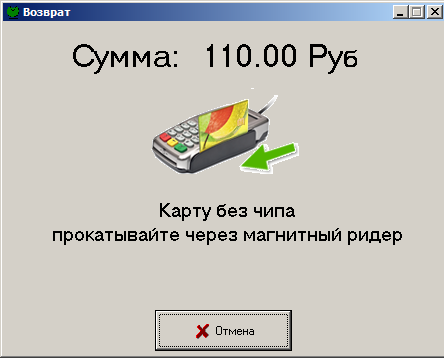 Возврат
Сумма: 110.00 Руб
Карту без чипа
прокатывайте через магнитный ридер
Отмена